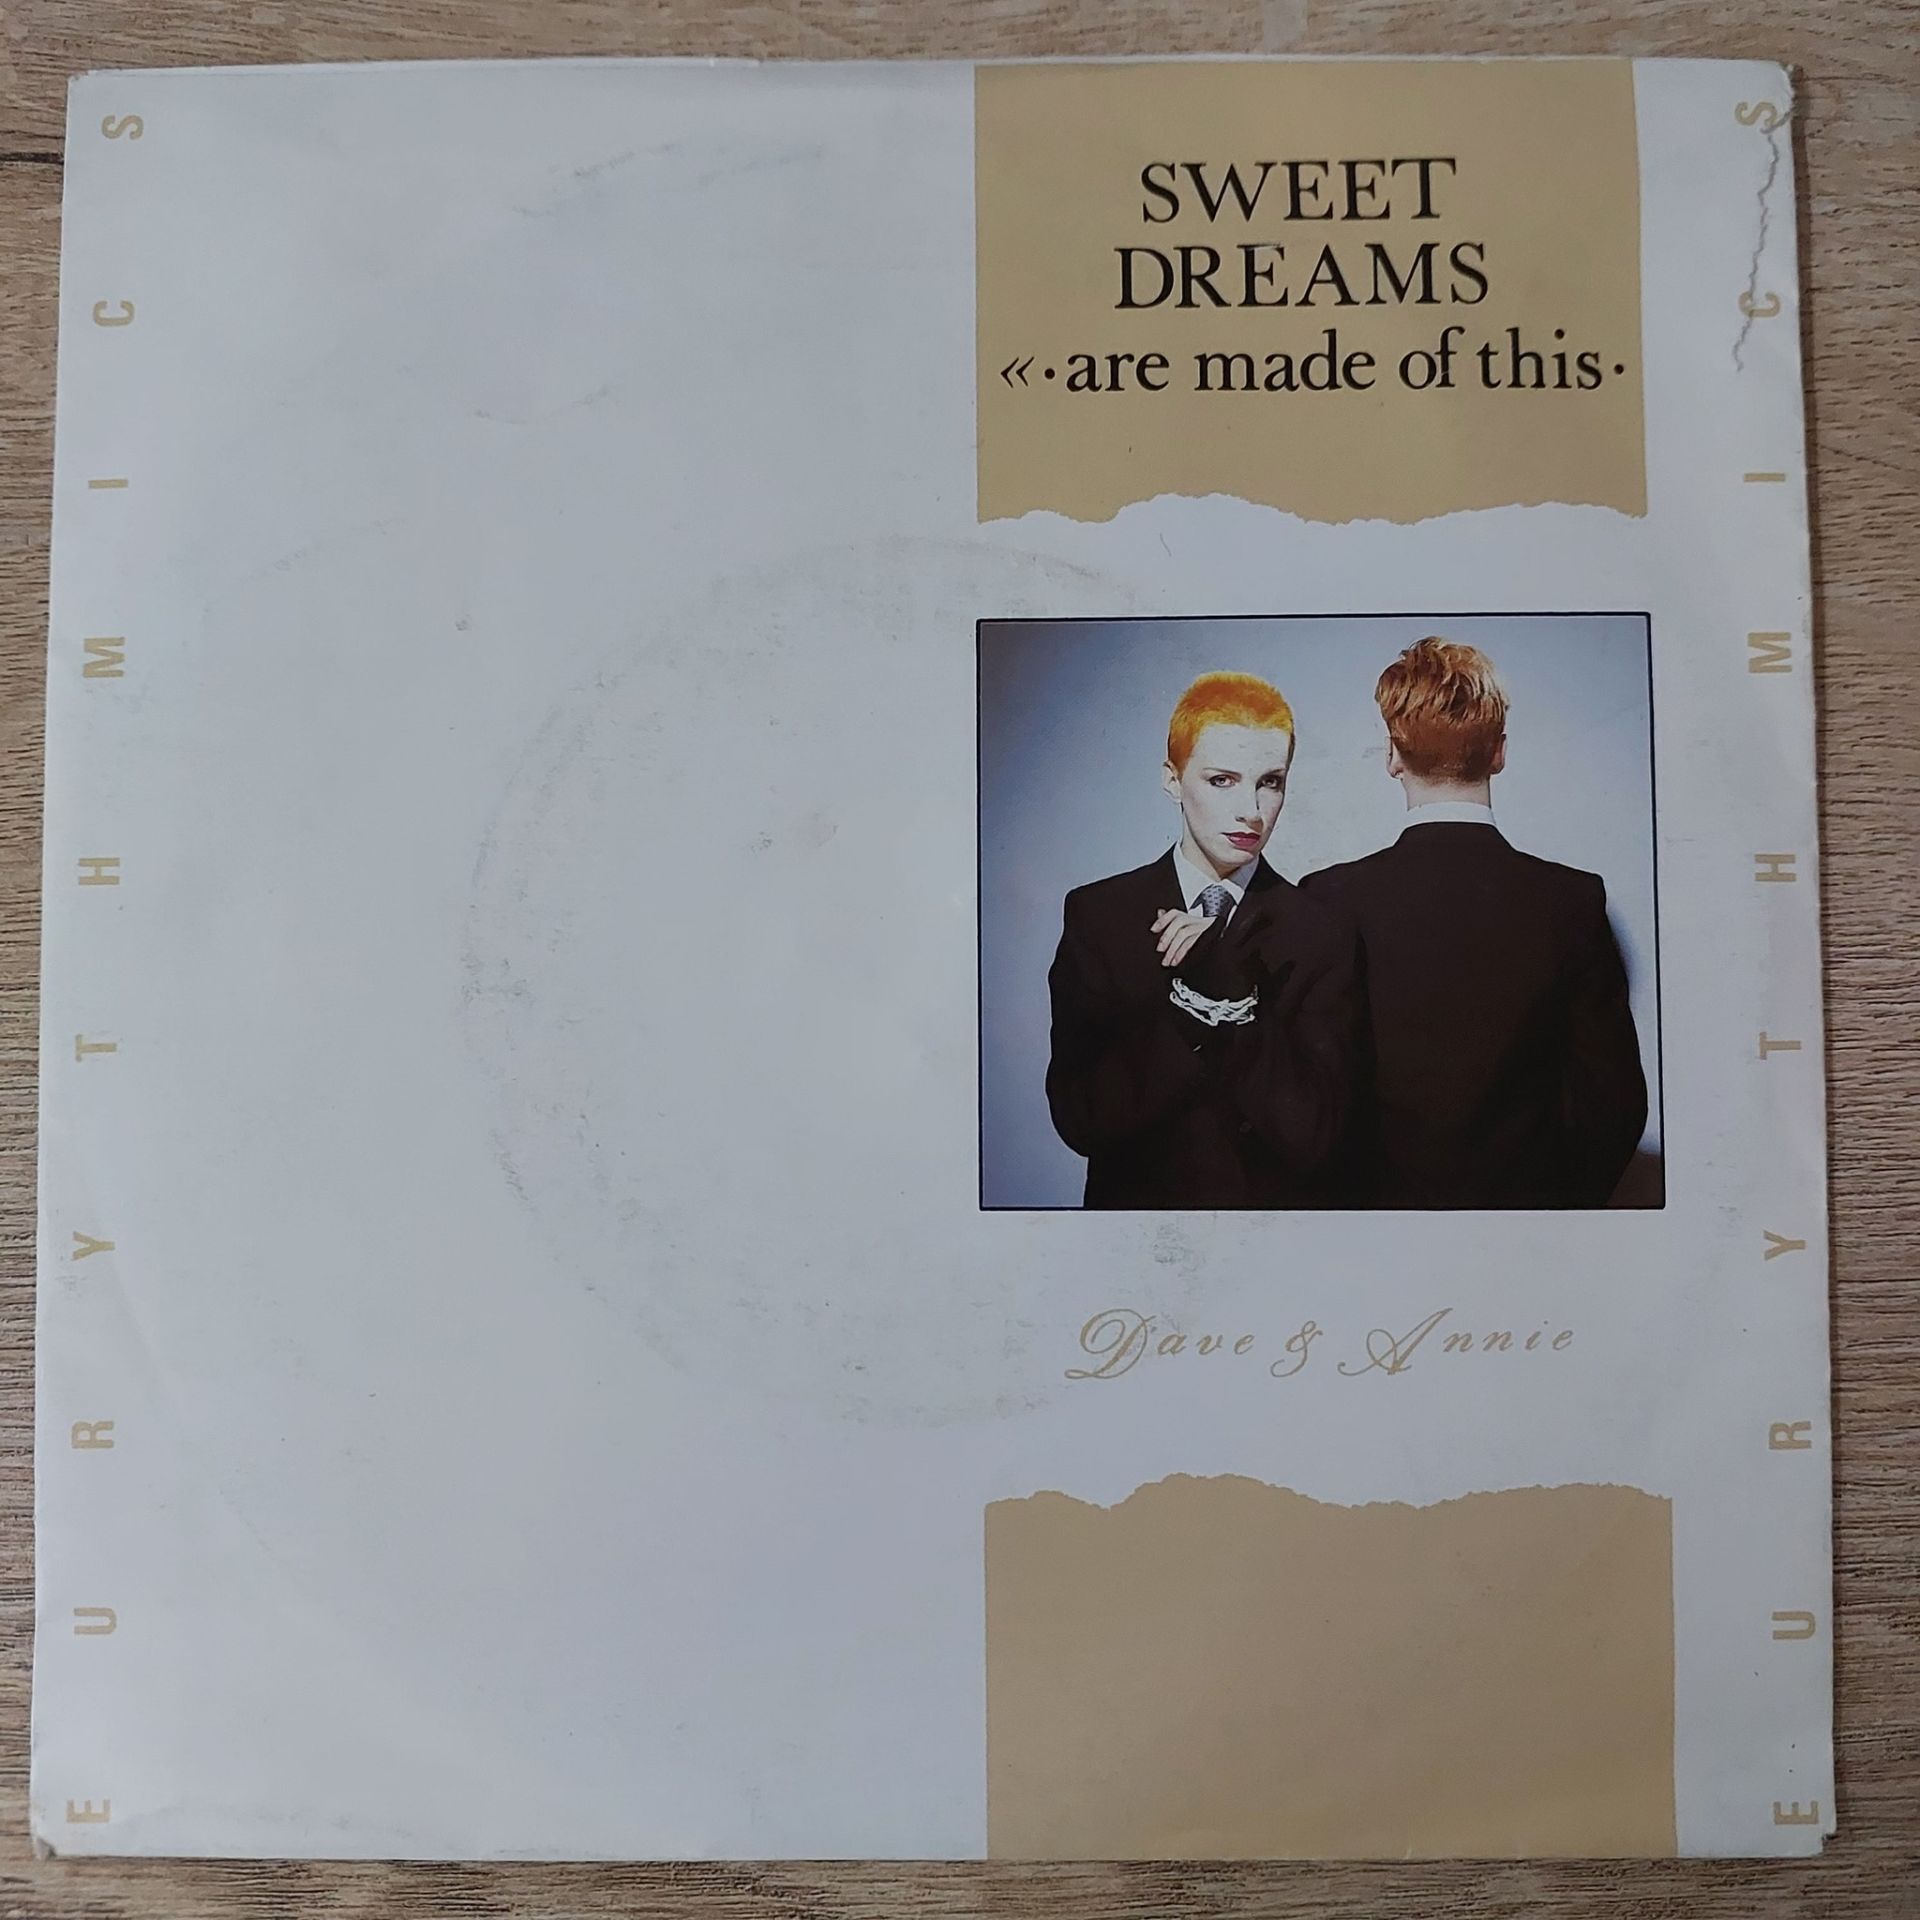 EURYTHMICS
SWEET
DREAMS
«·are made of this·
Dave & Annie
EURYTHMICS